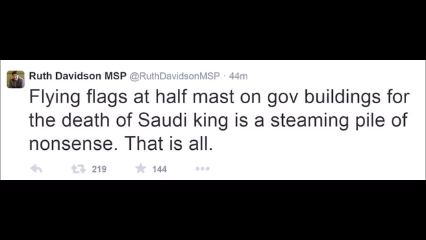 Ruth Davidson MSP @RuthDavidsonMSP · 44m
Flying flags at half mast on gov buildings for
the death of Saudi king is a steaming pile of
nonsense. That is all.
219 144